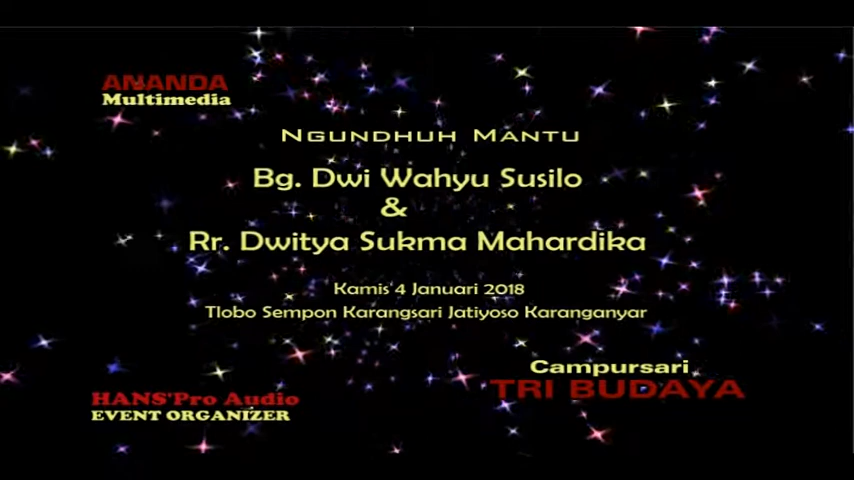 ANANDA
Multimedia
NGUNDHUH MANTU
Bg. Dwi Wahyu Susilo
&
Rr. Dwitya Sukma Mahardika
Kamis 4 Januari 2018
Tlobo Sempon Karangsari Jatiyoso Karanganyar
Campursari
TRI BUDAYA
HANS'Pro Audio
EVENT ORGANIZER